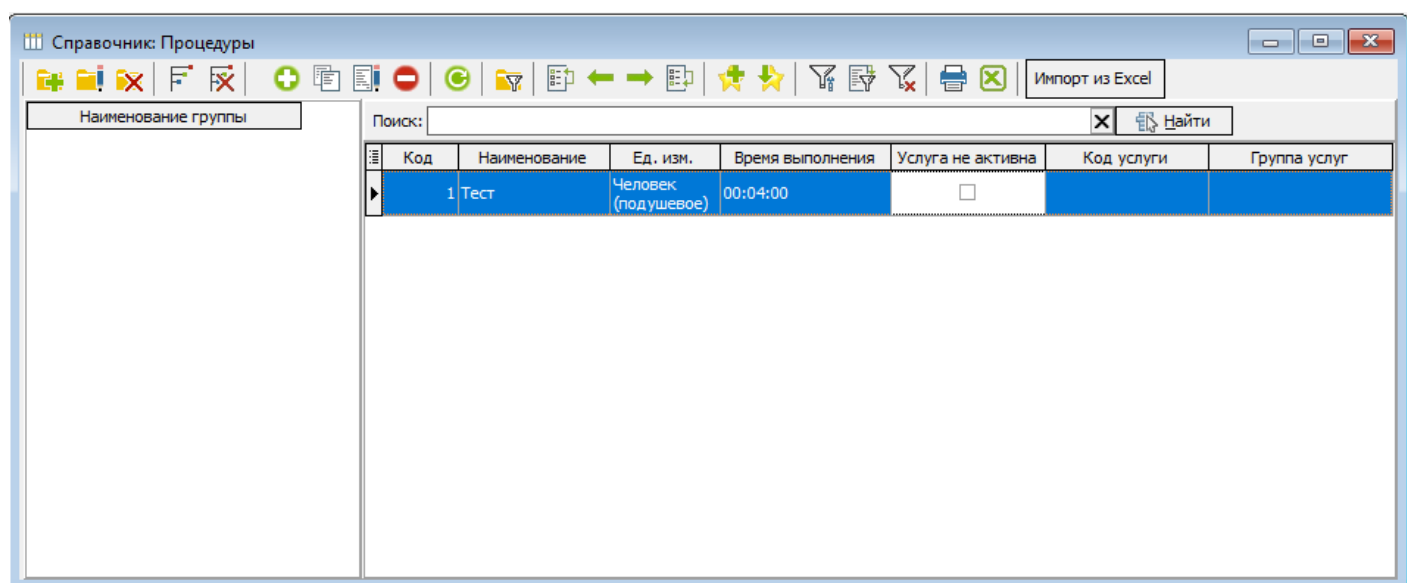 Справочник: Процедуры
Импорт из Excel
Наименование группы
Поиск:
Найти
Код Наименование Ед. изм. Время выполнения Услуга не активна Код услуги Группа услуг
1 Тест Человек (подушевое) 00:04:00